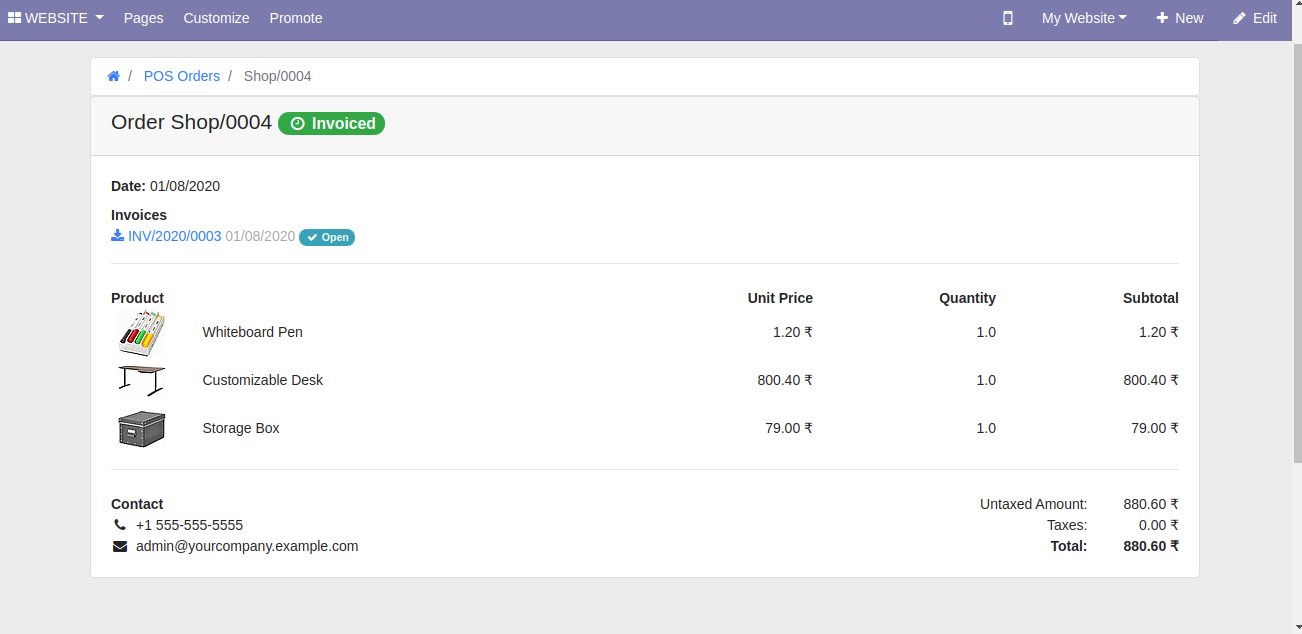 WEBSITE Pages Customize Promote My Website New Edit
/ POS Orders / Shop/0004
Order Shop/0004 Invoiced
Date: 01/08/2020
Invoices
INV/2020/0003 01/08/2020 Open
Product Unit Price Quantity Subtotal
Whiteboard Pen 1.20 ₹ 1.0 1.20 ₹
Customizable Desk 800.40 ₹ 1.0 800.40 ₹
Storage Box 79.00 ₹ 1.0 79.00 ₹
Contact Untaxed Amount: 880.60 ₹
+1 555-555-5555 Taxes: 0.00 ₹
admin@yourcompany.example.com Total: 880.60 ₹